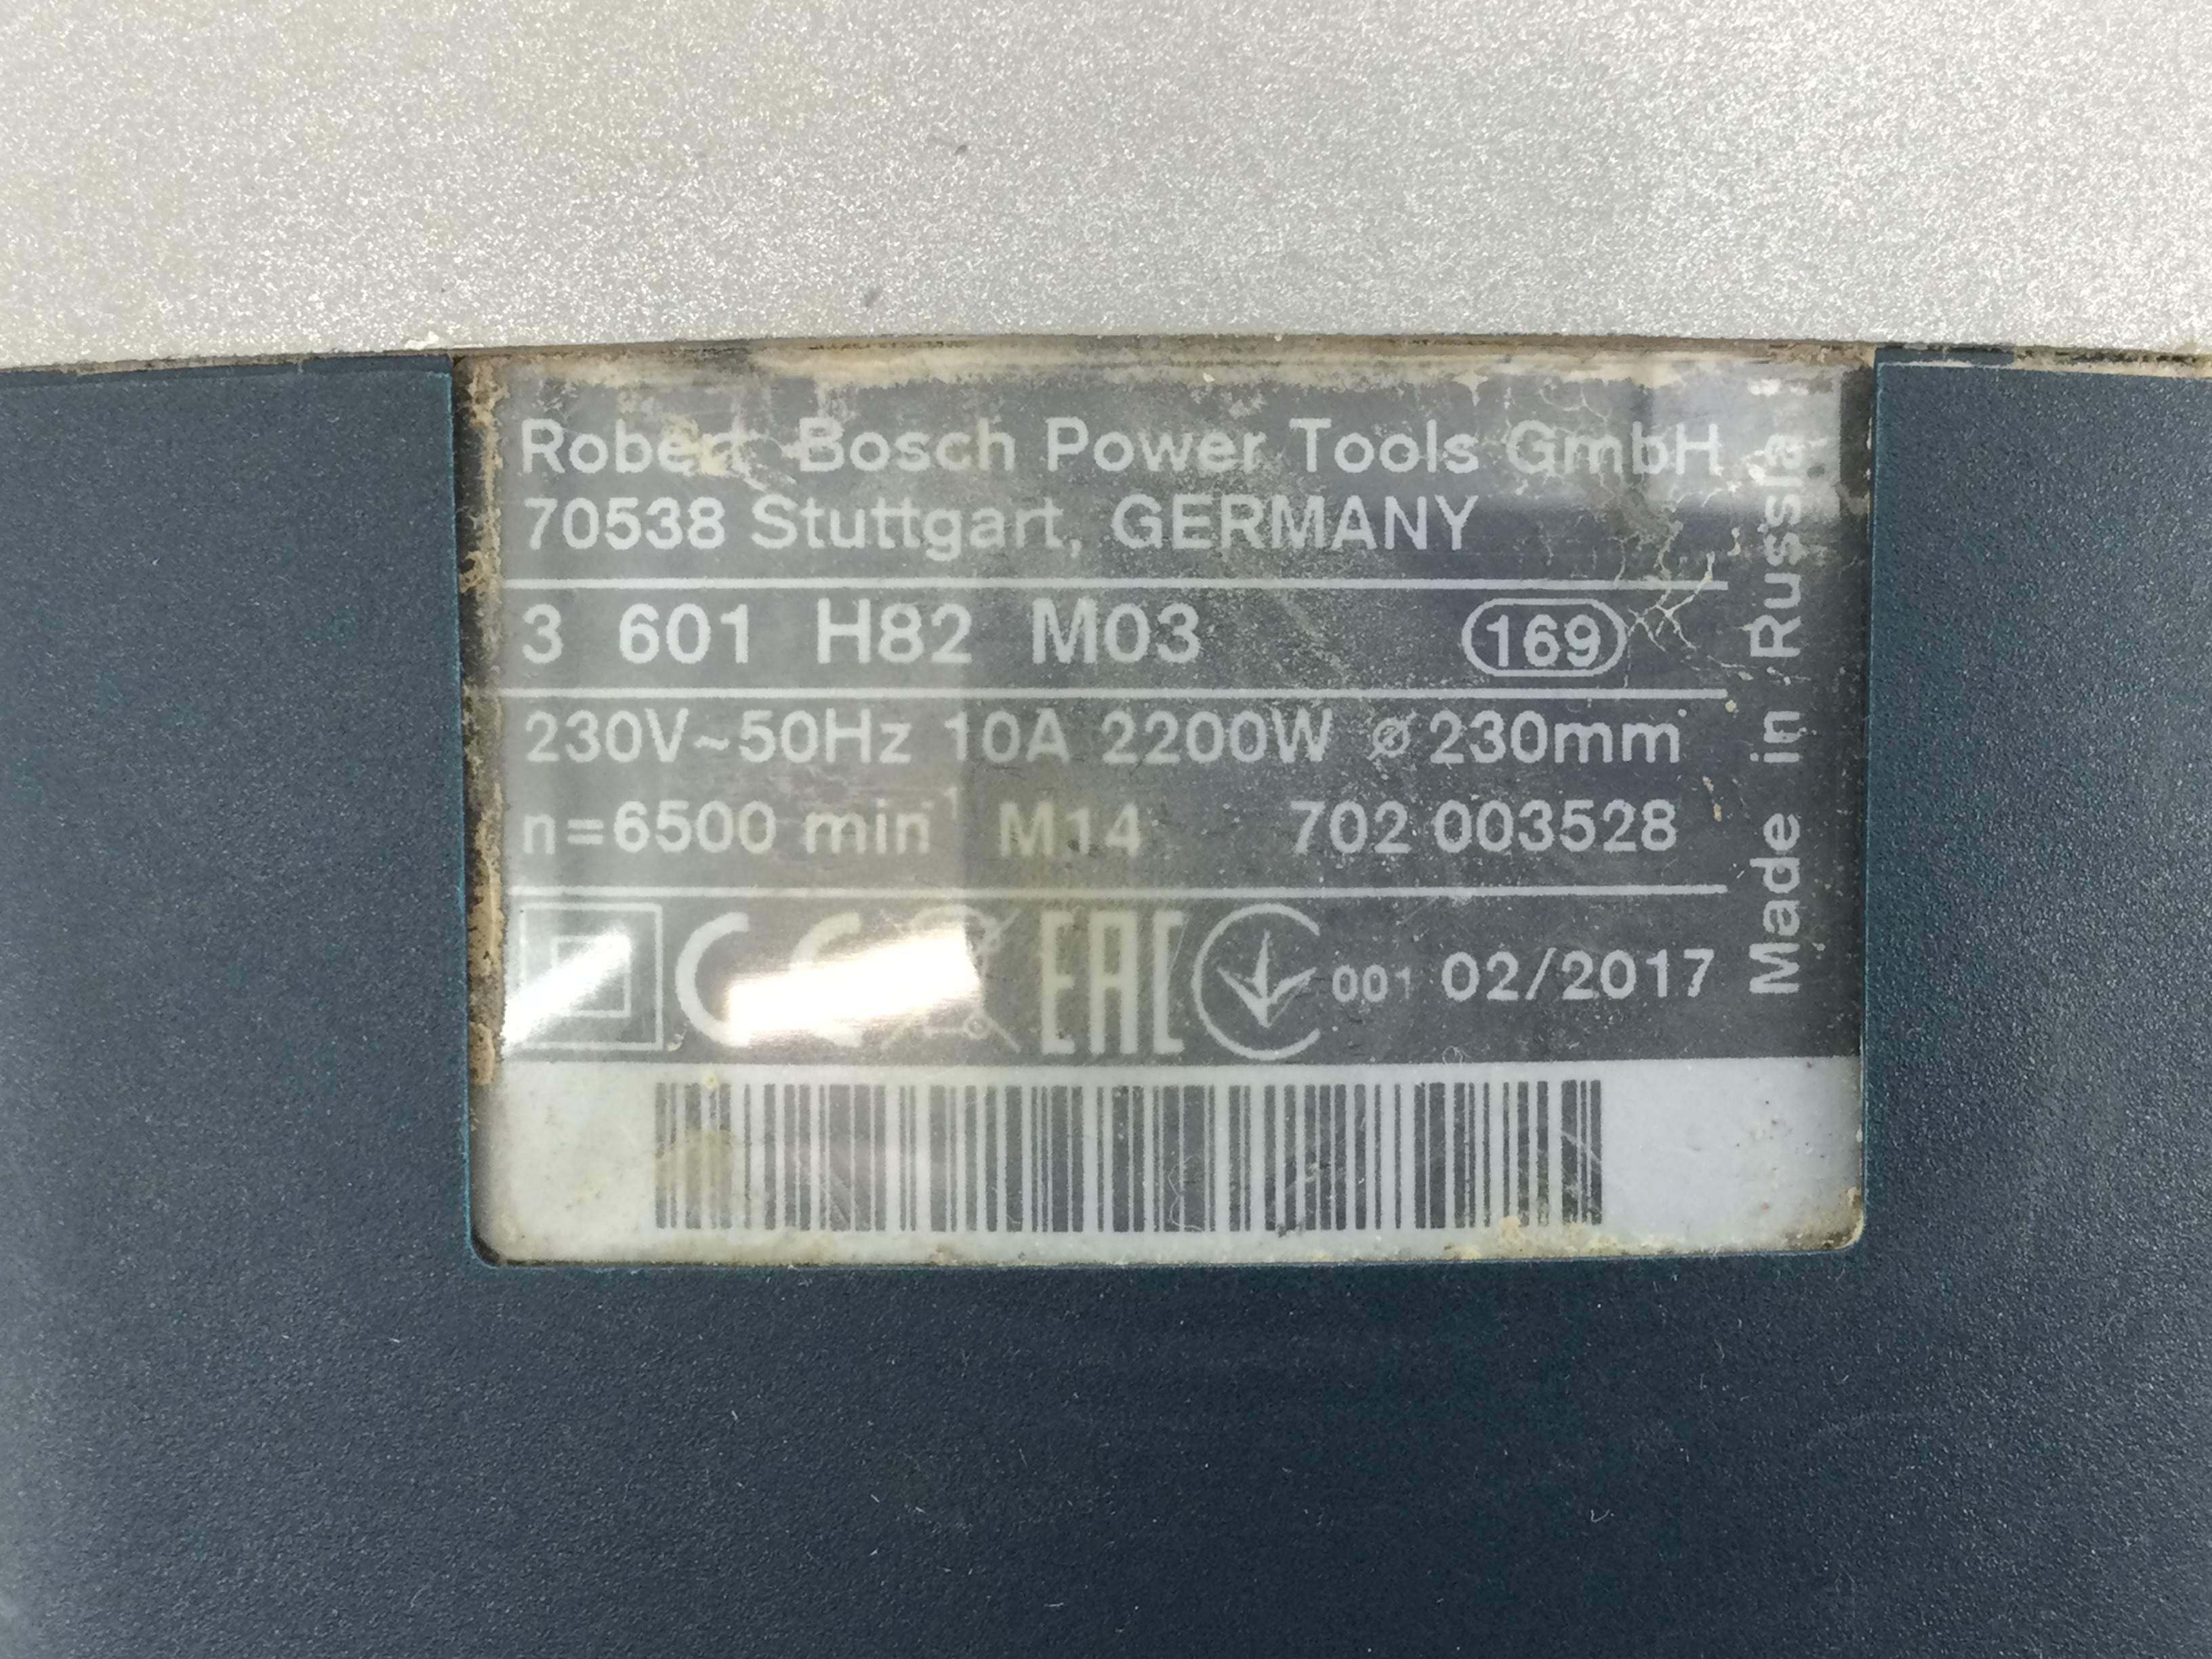 Robert Bosch Power Tools GmbH
70538 Stuttgart, GERMANY
3 601 H82 M03 169
230V~50Hz 10A 2200W ⌀ 230mm
n=6500 min⁻¹ M14 702 003528
CE EAC 001 02/2017
Made in Russia